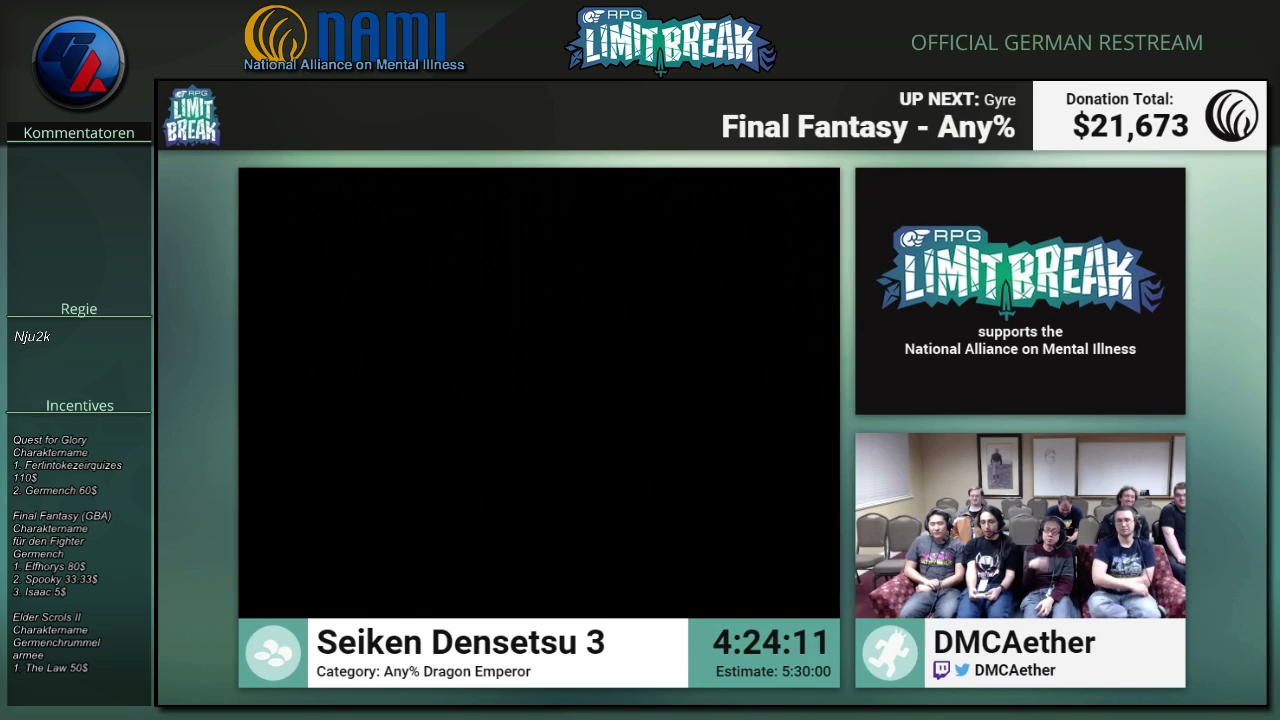 NAMI
National Alliance on Mental Illness
RPG
LIMIT BREAK
OFFICIAL GERMAN RESTREAM
Kommentatoren
RPG
LIMIT
BREAK
UP NEXT: Gyre
Final Fantasy - Any%
Donation Total:
$21,673
RPG
LIMIT BREAK
supports the
National Alliance on Mental Illness
Regie
Nju2k
Incentives
Quest for Glory
Charaktername
1. Ferlintokezeirquizes
110$
2. Germench 60$
Final Fantasy (GBA)
Charaktername
für den Fighter
Germench
1. Elfhorys 80$
2. Spooky 33.33$
3. Isaac 5$
Elder Scrols II
Charaktername
Germenchrummel
armee
1. The Law 50$
Seiken Densetsu 3
Category: Any% Dragon Emperor
4:24:11
Estimate: 5:30:00
DMCAether
DMCAether